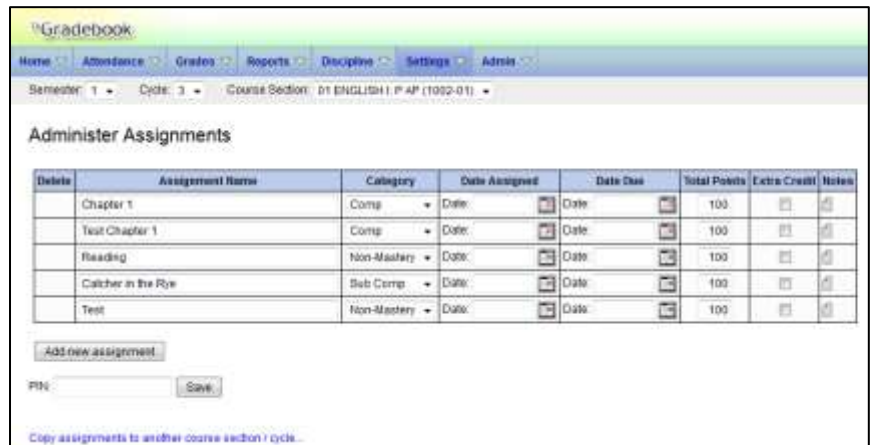 Gradebook
Home Attendance Grades Reports Discipline Settings Admin
Semester: 1 Cycle: 3 Course Section: 01 ENGLISH I P AP (1002-01)
Administer Assignments
Delete Assignment Name Category Date Assigned Date Due Total Points Extra Credit Notes
Chapter 1 Comp Date: Date: 100
Test Chapter 1 Comp Date: Date: 100
Reading Non-Mastery Date: Date: 100
Catcher in the Rye Sub Comp Date: Date: 100
Test Non-Mastery Date: Date: 100
Add new assignment
PIN: Save
Copy assignments to another course section / cycle...